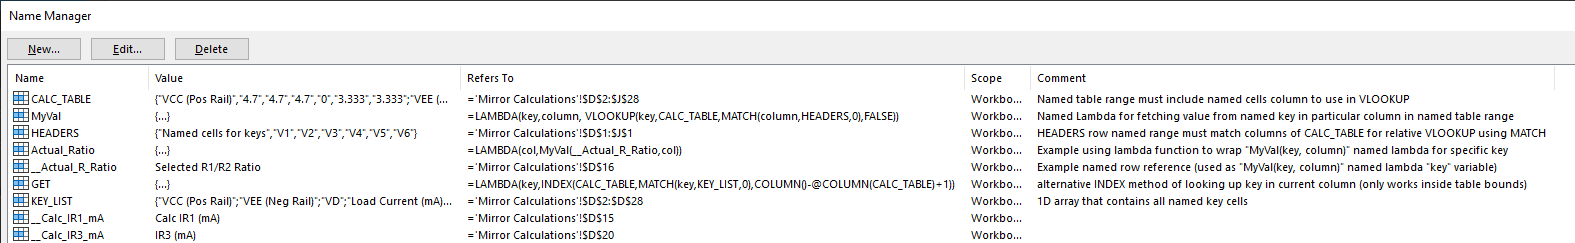 Name Manager
New... Edit... Delete
Name Value Refers To Scope Comment
CALC_TABLE {"VCC (Pos Rail)","4.7","4.7","4.7","0","3.333","3.333";"VEE (... ='Mirror Calculations'!$D$2:$J$28 Workbo... Named table range must include named cells column to use in VLOOKUP
MyVal {...} =LAMBDA(key,column, VLOOKUP(key,CALC_TABLE,MATCH(column,HEADERS,0),FALSE)) Workbo... Named Lambda for fetching value from named key in particular column in named table range
HEADERS {"Named cells for keys","V1","V2","V3","V4","V5","V6"} ='Mirror Calculations'!$D$1:$J$1 Workbo... HEADERS row named range must match columns of CALC_TABLE for relative VLOOKUP using MATCH
Actual_Ratio {...} =LAMBDA(col,MyVal(__Actual_R_Ratio,col)) Workbo... Example using lambda function to wrap "MyVal(key, column)" named lambda for specific key
__Actual_R_Ratio Selected R1/R2 Ratio ='Mirror Calculations'!$D$16 Workbo... Example named row reference (used as "MyVal(key, column)" named lambda "key" variable)
GET {...} =LAMBDA(key,INDEX(CALC_TABLE,MATCH(key,KEY_LIST,0),COLUMN()-@COLUMN(CALC_TABLE)+1)) Workbo... alternative INDEX method of looking up key in current column (only works inside table bounds)
KEY_LIST {"VCC (Pos Rail)";"VEE (Neg Rail)";"VD";"Load Current (mA)... ='Mirror Calculations'!$D$2:$D$28 Workbo... 1D array that contains all named key cells
__Calc_IR1_mA Calc IR1 (mA) ='Mirror Calculations'!$D$15 Workbo...
__Calc_IR3_mA IR3 (mA) ='Mirror Calculations'!$D$20 Workbo...